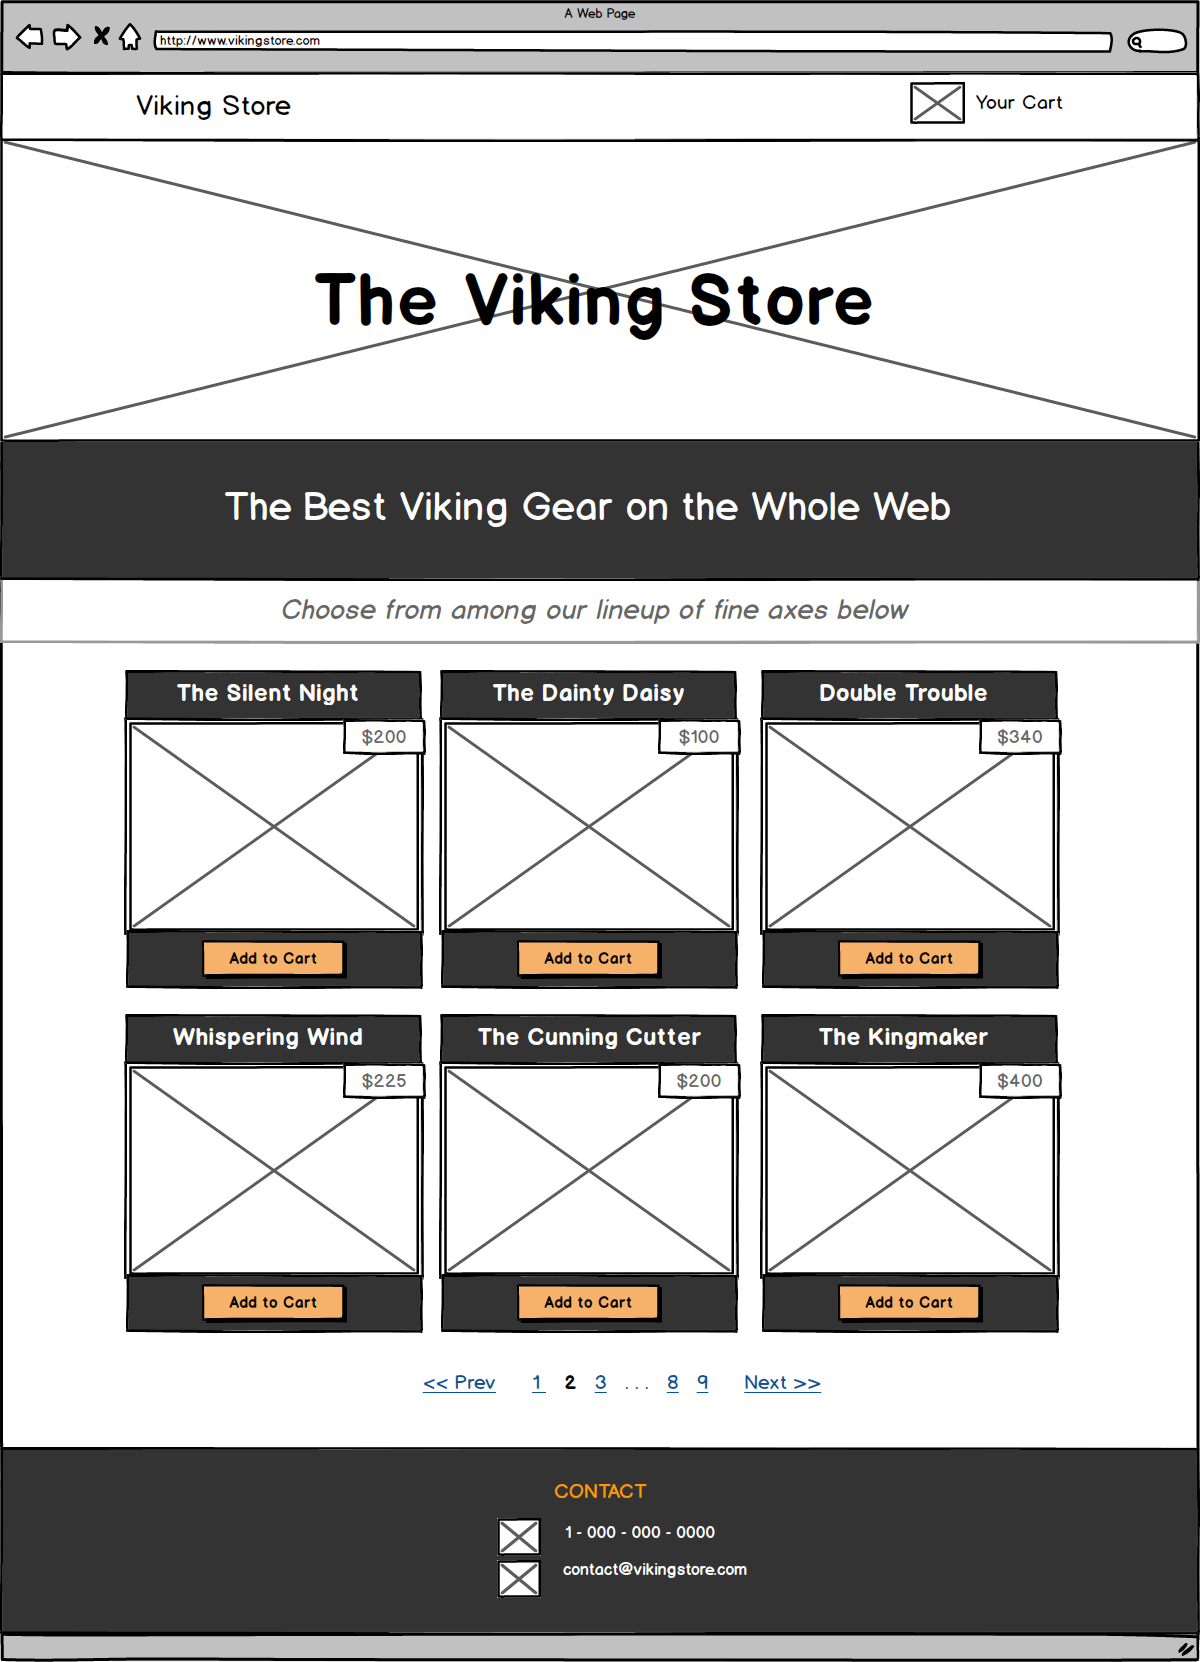 A Web Page
http://www.vikingstore.com
Viking Store
Your Cart
The Viking Store
The Best Viking Gear on the Whole Web
Choose from among our lineup of fine axes below
The Silent Night
$200
Add to Cart
The Dainty Daisy
$100
Add to Cart
Double Trouble
$340
Add to Cart
Whispering Wind
$225
Add to Cart
The Cunning Cutter
$200
Add to Cart
The Kingmaker
$400
Add to Cart
<< Prev 1 2 3 . . . 8 9 Next >>
CONTACT
1 - 000 - 000 - 0000
contact@vikingstore.com